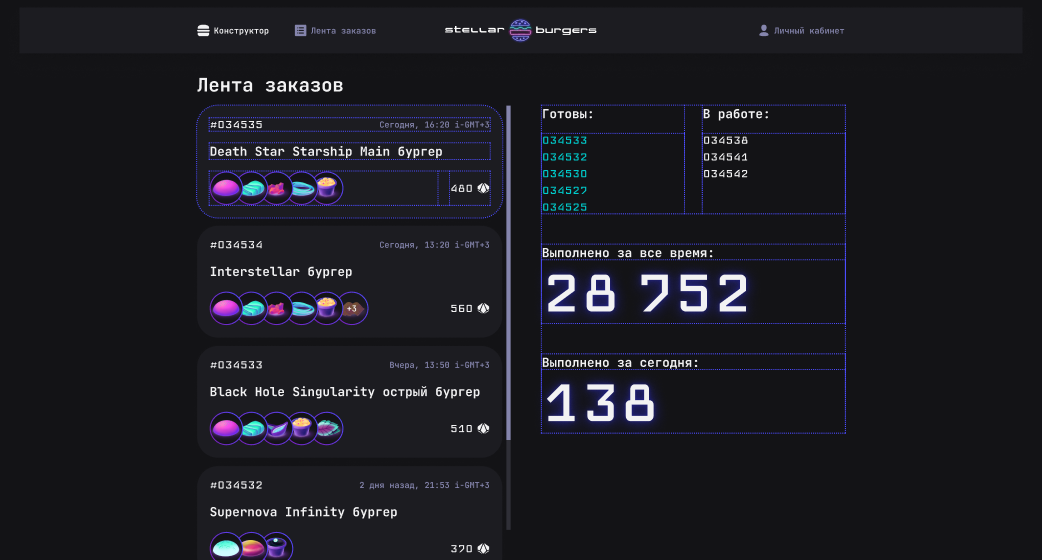 Конструктор
Лента заказов
stellar burgers
Личный кабинет
Лента заказов
#034535
Сегодня, 16:20 i-GMT+3
Death Star Starship Main бургер
480
#034534
Сегодня, 13:20 i-GMT+3
Interstellar бургер
+3
560
#034533
Вчера, 13:50 i-GMT+3
Black Hole Singularity острый бургер
510
#034532
2 дня назад, 21:53 i-GMT+3
Supernova Infinity бургер
370
Готовы:
034533
034532
034530
034527
034525
В работе:
034538
034541
034542
Выполнено за все время:
28 752
Выполнено за сегодня:
138